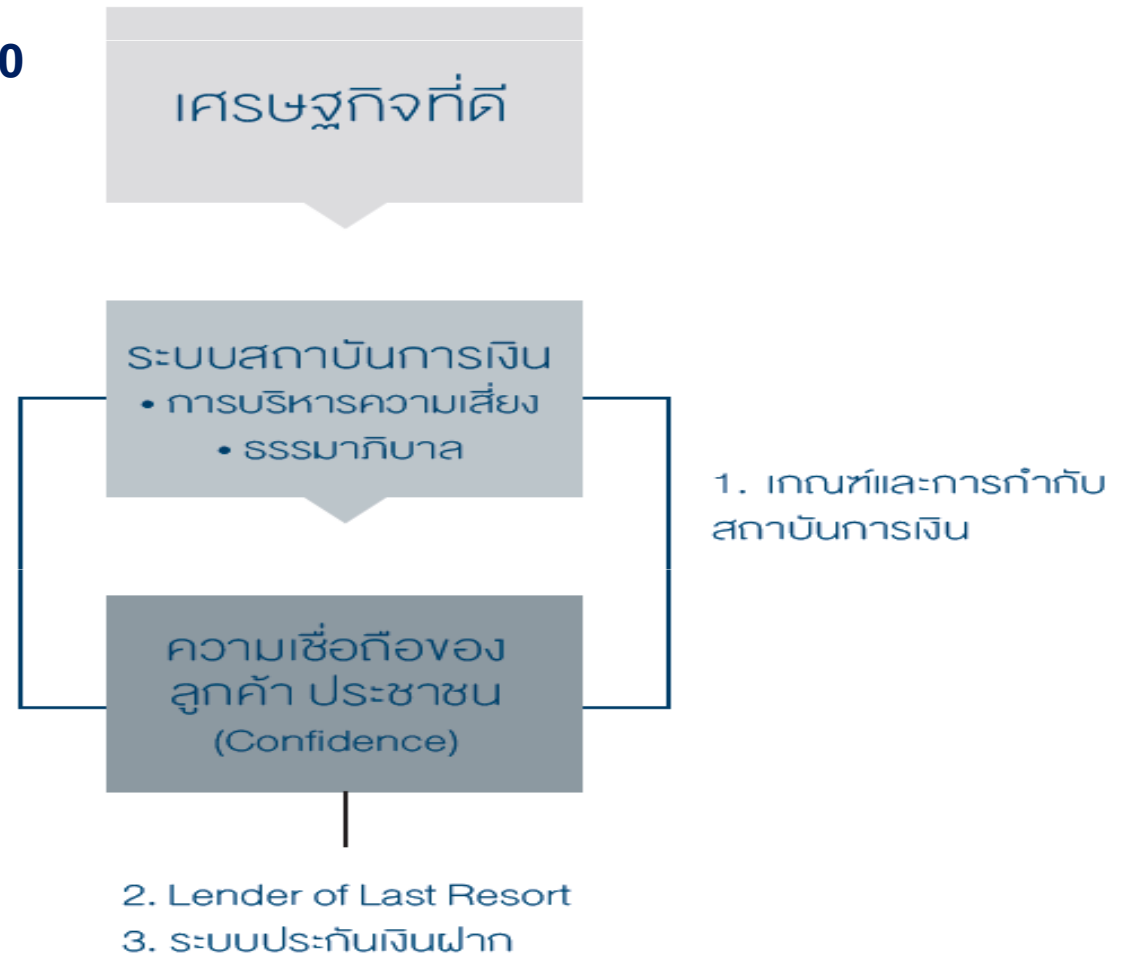 0
เศรษฐกิจที่ดี
ระบบสถาบันการเงิน
• การบริหารความเสี่ยง
• ธรรมาภิบาล
1. เกณฑ์และการกำกับ
สถาบันการเงิน
ความเชื่อถือของ
ลูกค้า ประชาชน
(Confidence)
2. Lender of Last Resort
3. ระบบประกันเงินฝาก